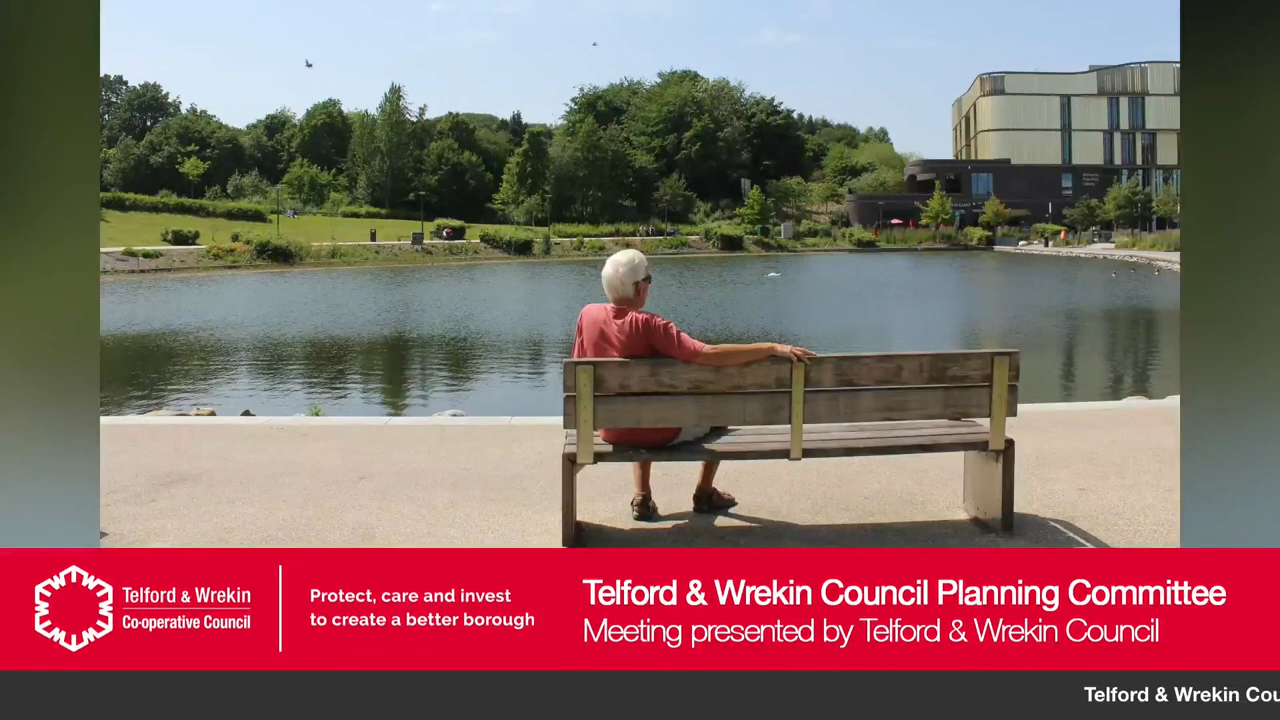 Telford & Wrekin
Co-operative Council
Protect, care and invest
to create a better borough
Telford & Wrekin Council Planning Committee
Meeting presented by Telford & Wrekin Council
Telford & Wrekin Cou